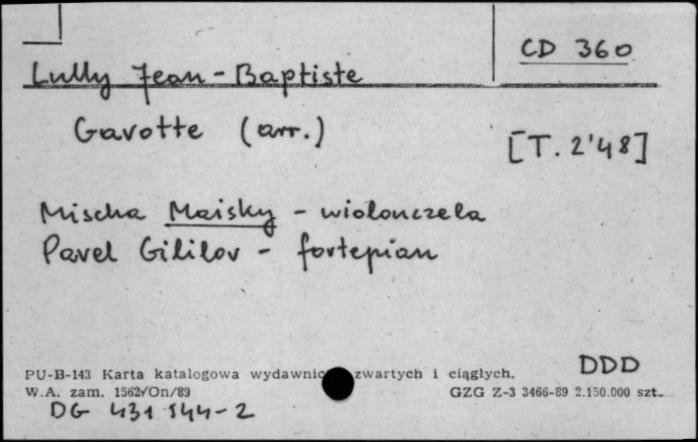 CD 360
Lully Jean-Baptiste
Gavotte (arr.)
[T. 2'48]
Mischa Maisky - wiolonczela
Pavel Gililov - fortepian
DDD
PU-B-143 Karta katalogowa wydawnic zwartych i ciągłych.
W.A. zam. 1562/On/89 GZG Z-3 3466-89 2.150.000 szt.
DG 431 544-2